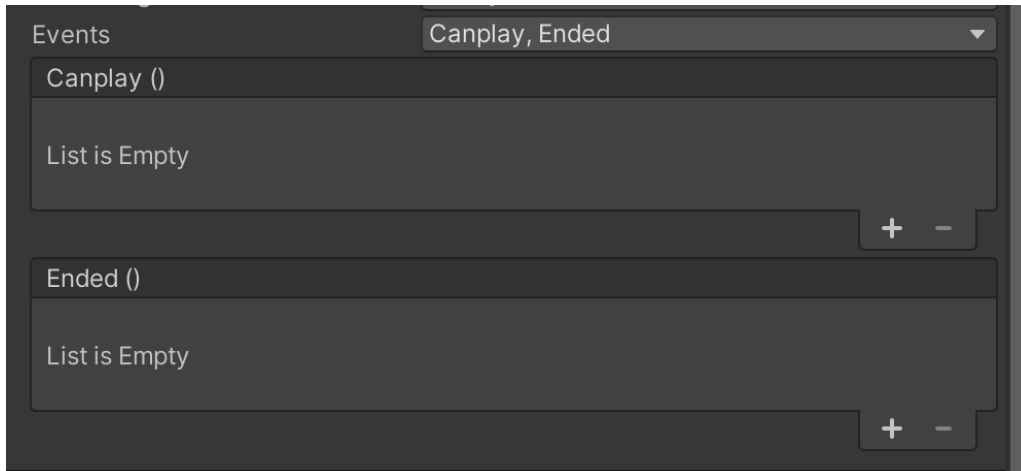 Events
Canplay, Ended
Canplay ()
List is Empty
Ended ()
List is Empty